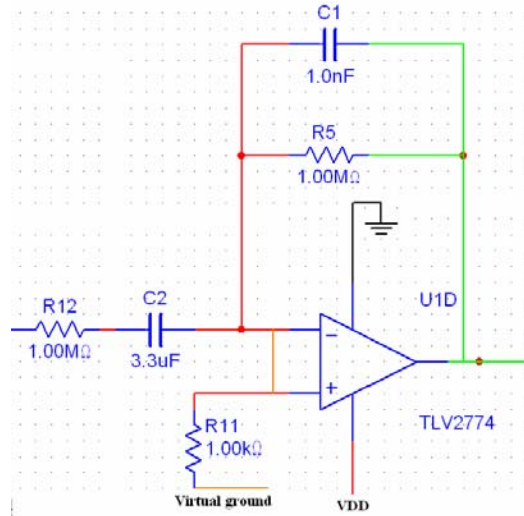 C1
1.0nF
R5
1.00MΩ
U1D
R12
C2
1.00MΩ
3.3uF
−
+
R11
1.00kΩ
TLV2774
Virtual ground
VDD